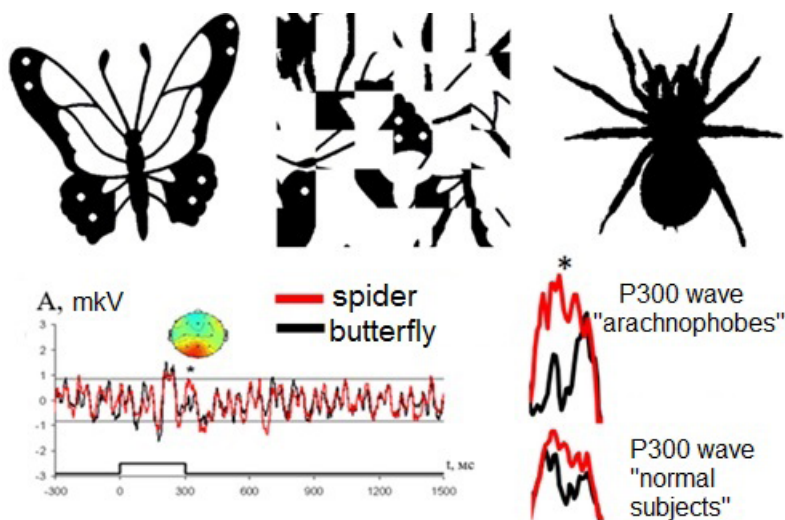 A, mkV
spider
butterfly
*
P300 wave
"arachnophobes"
3
2
1
0
-1
-2
-3
*
t, мс
-300
0
300
600
900
1200
1500
P300 wave
"normal
subjects"